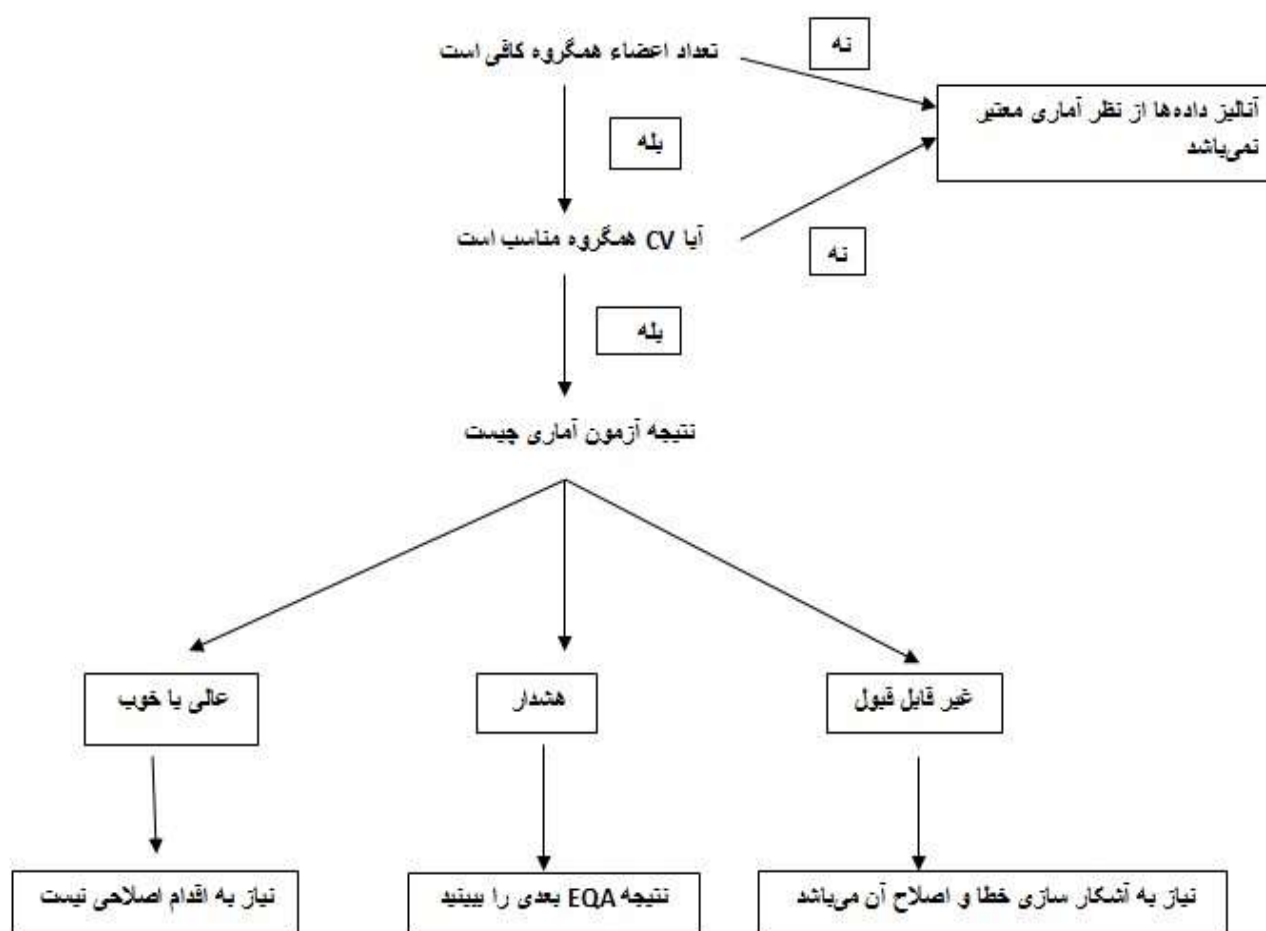 تعداد اعضاء همگروه کافی است
نه
آنالیز داده‌ها از نظر آماری معتبر
نمی‌باشد
بله
آیا CV همگروه مناسب است
نه
بله
نتیجه آزمون آماری چیست
غیر قابل قبول
هشدار
عالی یا خوب
نیاز به آشکار سازی خطا و اصلاح آن می‌باشد
نتیجه EQA بعدی را ببینید
نیاز به اقدام اصلاحی نیست